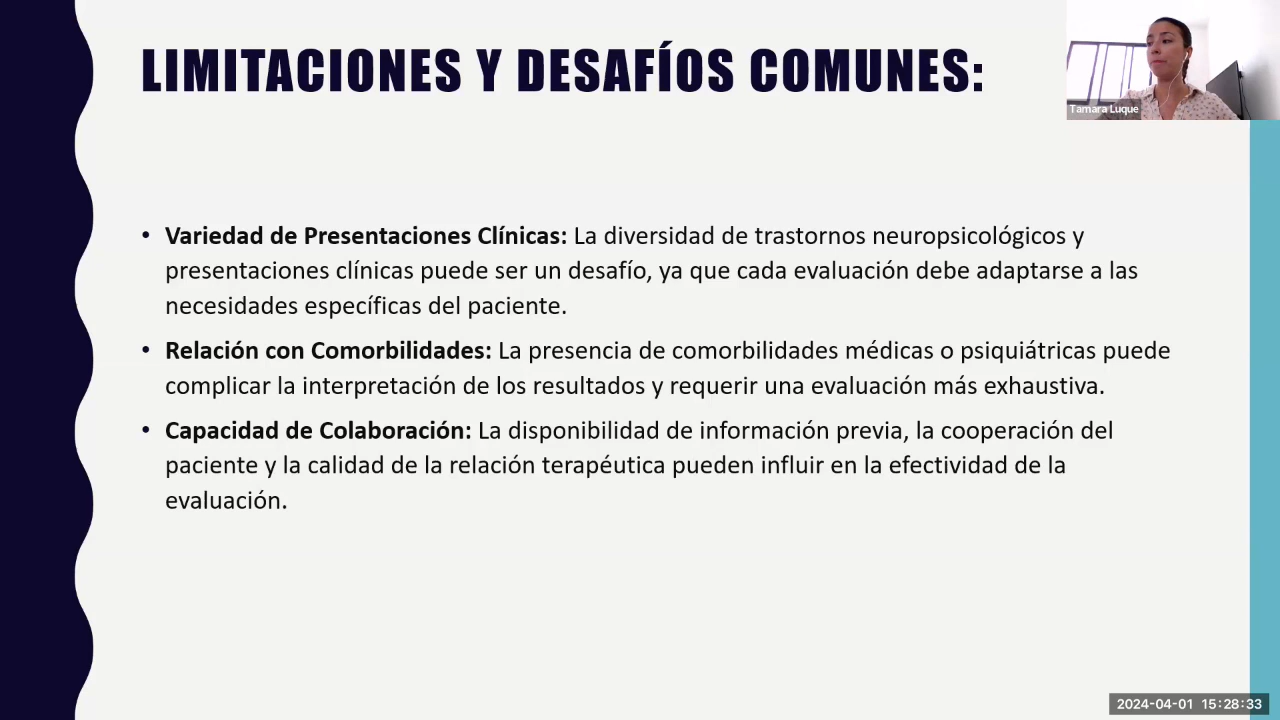 LIMITACIONES Y DESAFÍOS COMUNES:
Tamara Luque
• Variedad de Presentaciones Clínicas: La diversidad de trastornos neuropsicológicos y
presentaciones clínicas puede ser un desafío, ya que cada evaluación debe adaptarse a las
necesidades específicas del paciente.
• Relación con Comorbilidades: La presencia de comorbilidades médicas o psiquiátricas puede
complicar la interpretación de los resultados y requerir una evaluación más exhaustiva.
• Capacidad de Colaboración: La disponibilidad de información previa, la cooperación del
paciente y la calidad de la relación terapéutica pueden influir en la efectividad de la
evaluación.
2024-04-01 15:28:33